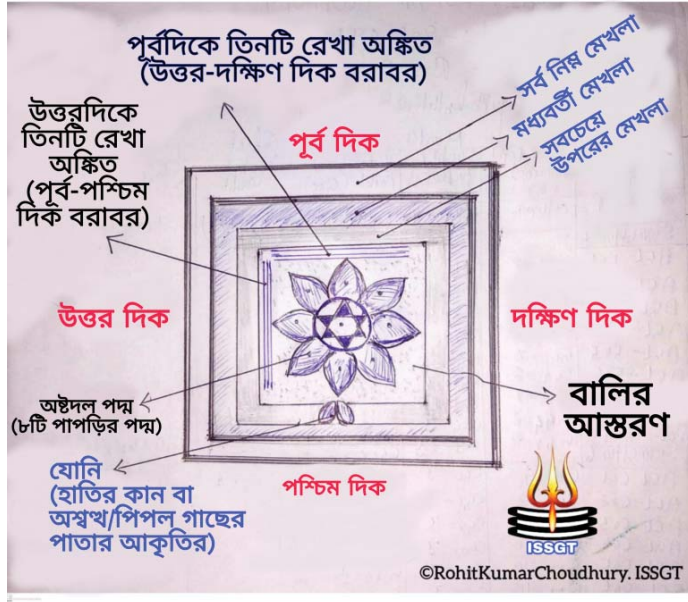 পূর্বদিকে তিনটি রেখা অঙ্কিত
(উত্তর-দক্ষিণ দিক বরাবর)
সর্ব নিম্ন মেখলা
মধ্যবর্তী মেখলা
সবচেয়ে
উপরের মেখলা
উত্তরদিকে
তিনটি রেখা
অঙ্কিত
(পূর্ব-পশ্চিম
দিক বরাবর)
পূর্ব দিক
উত্তর দিক
দক্ষিণ দিক
অষ্টদল পদ্ম
(৮টি পাপড়ির পদ্ম)
বালির
আস্তরণ
যোনি
(হাতির কান বা
অশ্বত্থ/পিপল গাছের
পাতার আকৃতির)
পশ্চিম দিক
ISSGT
©RohitKumarChoudhury. ISSGT